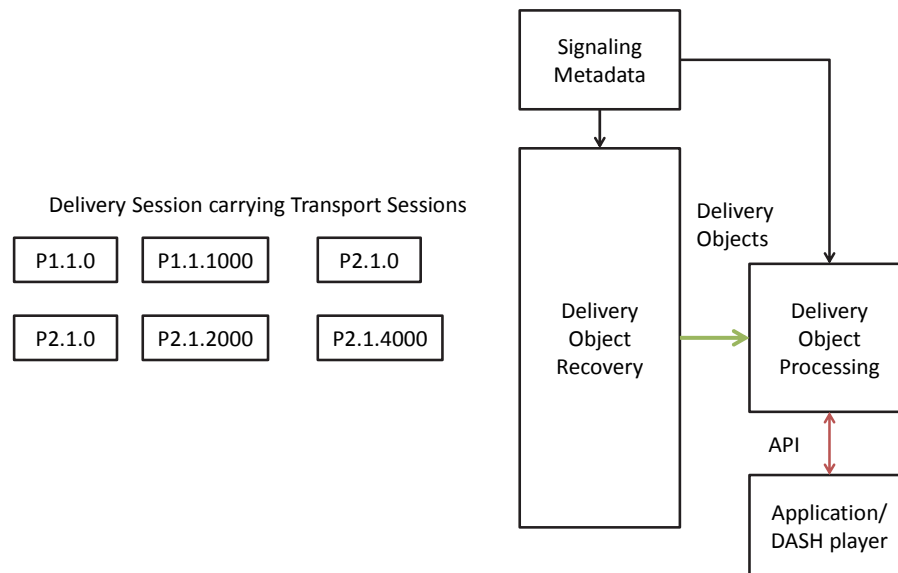 Signaling
Metadata
Delivery Session carrying Transport Sessions
P1.1.0
P1.1.1000
P2.1.0
P2.1.0
P2.1.2000
P2.1.4000
Delivery
Object
Recovery
Delivery
Objects
Delivery
Object
Processing
API
Application/
DASH player